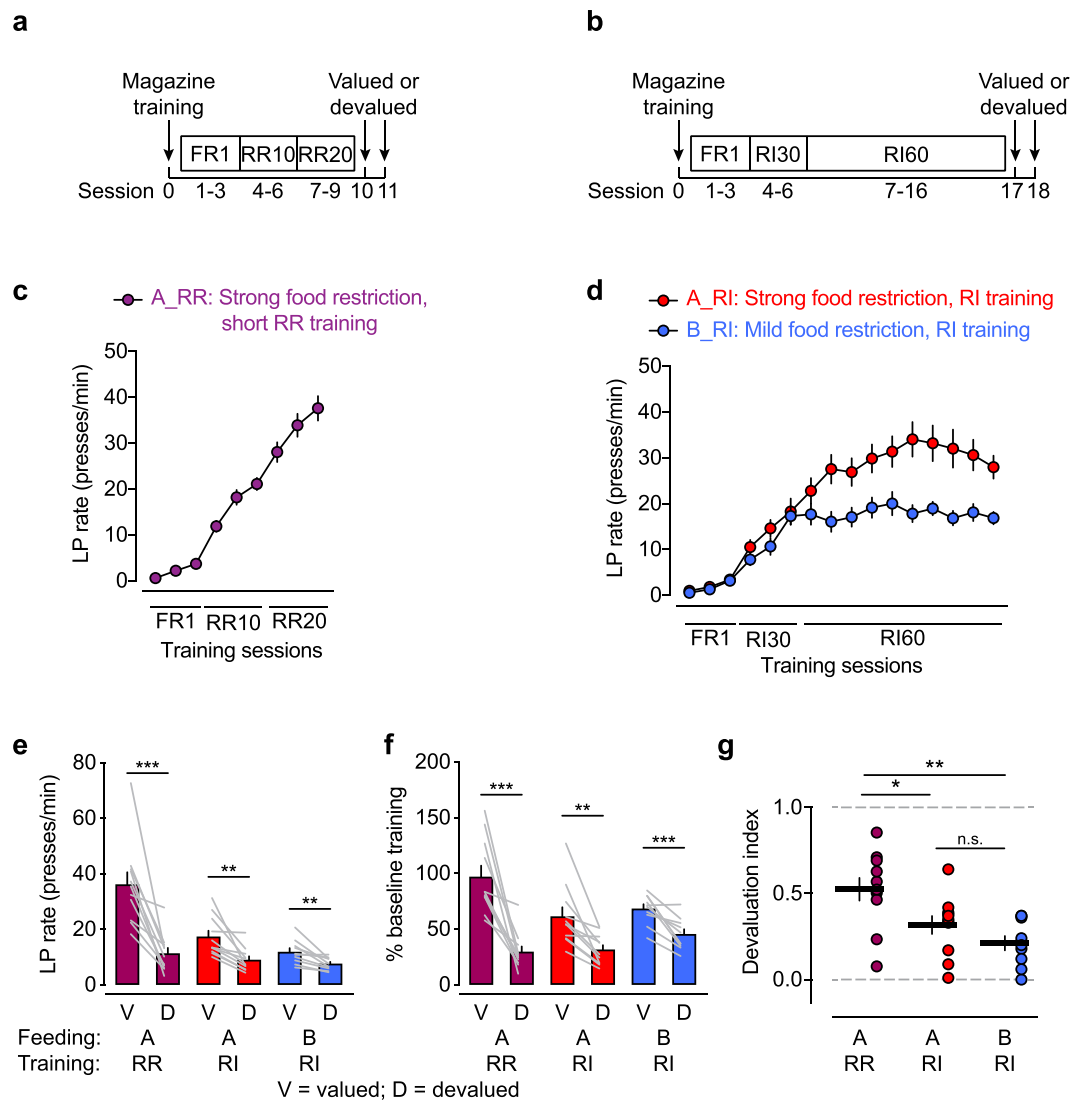 a
Magazine
training
Valued or
devalued
FR1 RR10 RR20
Session 0 1-3 4-6 7-9 10 11
b
Magazine
training
Valued or
devalued
FR1 RI30 RI60
Session 0 1-3 4-6 7-16 17 18
c
A_RR: Strong food restriction,
short RR training
50
40
30
20
10
0
LP rate (presses/min)
FR1 RR10 RR20
Training sessions
d
A_RI: Strong food restriction, RI training
B_RI: Mild food restriction, RI training
50
40
30
20
10
0
LP rate (presses/min)
FR1 RI30 RI60
Training sessions
e
80
60
40
20
0
LP rate (presses/min)
*** ** **
V D V D V D
Feeding: A A B
Training: RR RI RI
f
200
150
100
50
0
% baseline training
*** ** ***
V D V D V D
A A B
RR RI RI
V = valued; D = devalued
g
**
*
n.s.
1.0
0.5
0.0
Devaluation index
A A B
RR RI RI